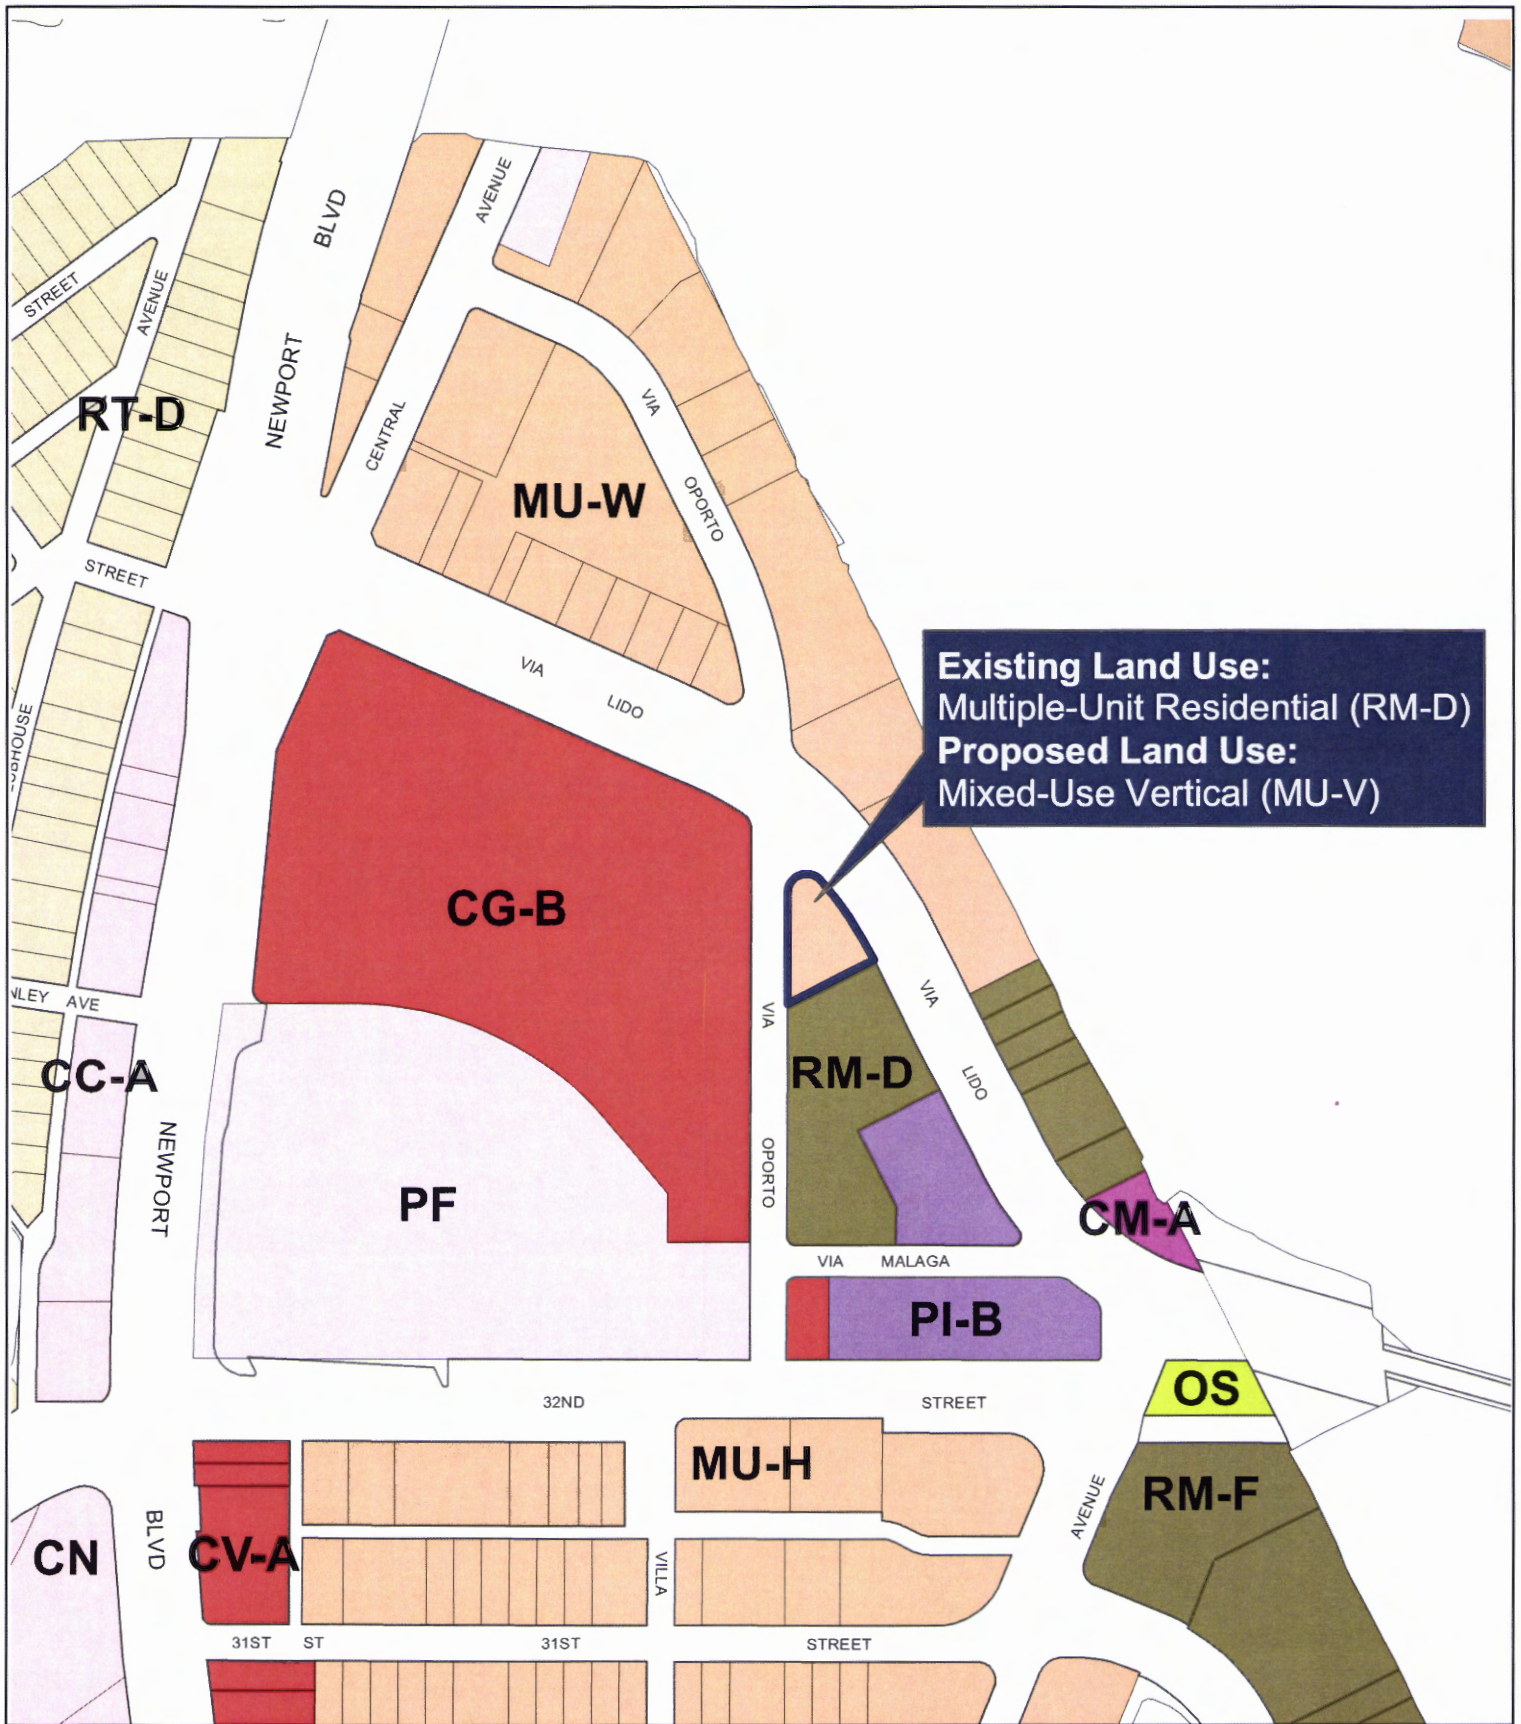 AVENUE
BLVD
STREET
AVENUE
NEWPORT
VIA
CENTRAL
RT-D
MU-W
OPORTO
STREET
VIA
LIDO
Existing Land Use:
Multiple-Unit Residential (RM-D)
Proposed Land Use:
Mixed-Use Vertical (MU-V)
CG-B
AVE
VIA
VIA
CC-A
RM-D
LIDO
NEWPORT
OPORTO
PF
CM-A
VIA MALAGA
PI-B
OS
32ND STREET
MU-H
RM-F
AVENUE
BLVD
CN
CV-A
VILLA
31ST ST 31ST STREET